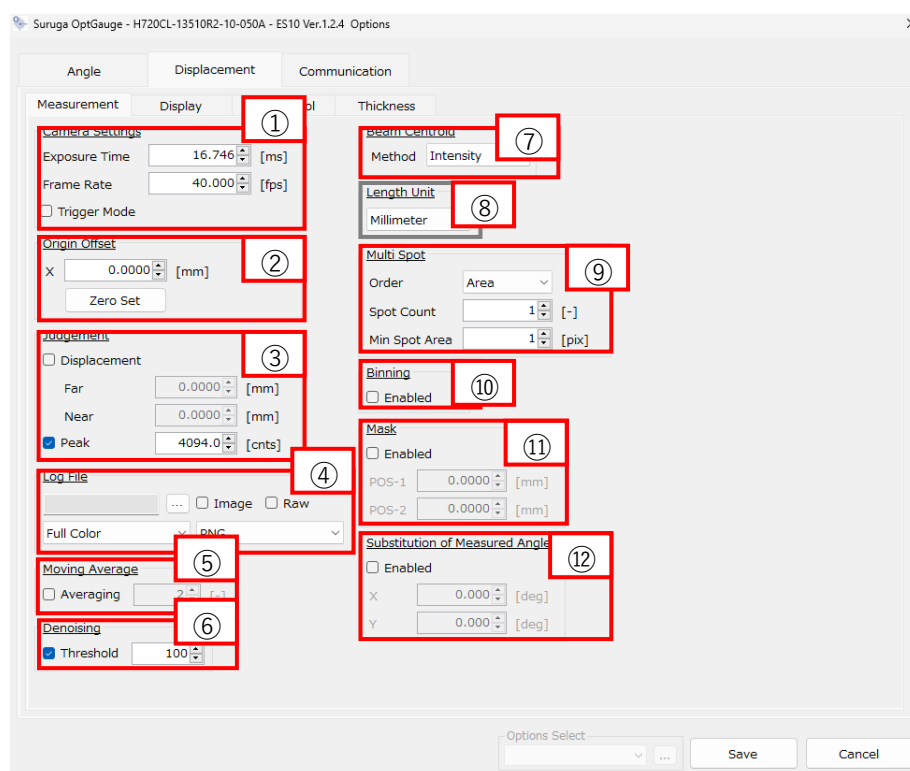 Suruga OptGauge - H720CL-13510R2-10-050A - ES10 Ver.1.2.4 Options
Angle Displacement Communication
Measurement Display ol Thickness
Camera Settings ①
Exposure Time 16.746 [ms]
Frame Rate 40.000 [fps]
Trigger Mode
Origin Offset ②
X 0.0000 [mm]
Zero Set
Judgement ③
Displacement
Far 0.0000 [mm]
Near 0.0000 [mm]
Peak 4094.0 [cnts]
Log File ④
... Image Raw
Full Color PNG
Moving Average ⑤
Averaging 2 [-]
Denoising ⑥
Threshold 100
Beam Centroid ⑦
Method Intensity
Length Unit ⑧
Millimeter
Multi Spot ⑨
Order Area
Spot Count 1 [-]
Min Spot Area 1 [pix]
Binning ⑩
Enabled
Mask ⑪
Enabled
POS-1 0.0000 [mm]
POS-2 0.0000 [mm]
Substitution of Measured Angle ⑫
Enabled
X 0.000 [deg]
Y 0.000 [deg]
Options Select
... Save Cancel